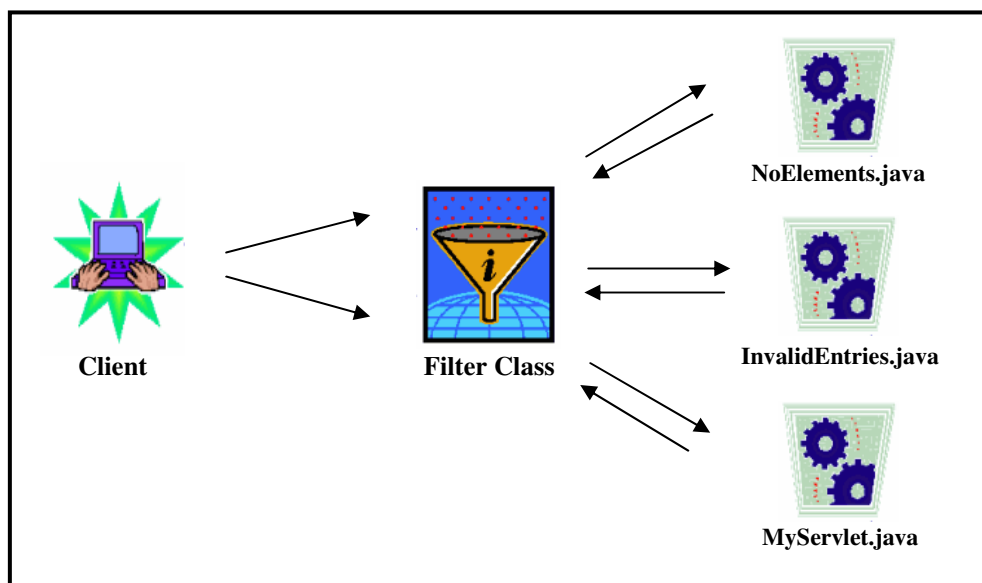 NoElements.java
i
Client
Filter Class
InvalidEntries.java
MyServlet.java